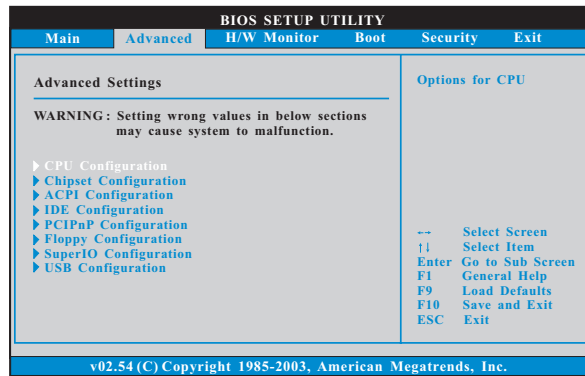 BIOS SETUP UTILITY
Main Advanced H/W Monitor Boot Security Exit
Advanced Settings
WARNING : Setting wrong values in below sections
may cause system to malfunction.
CPU Configuration
Chipset Configuration
ACPI Configuration
IDE Configuration
PCIPnP Configuration
Floppy Configuration
SuperIO Configuration
USB Configuration
Options for CPU
←→ Select Screen
↑↓ Select Item
Enter Go to Sub Screen
F1 General Help
F9 Load Defaults
F10 Save and Exit
ESC Exit
v02.54 (C) Copyright 1985-2003, American Megatrends, Inc.